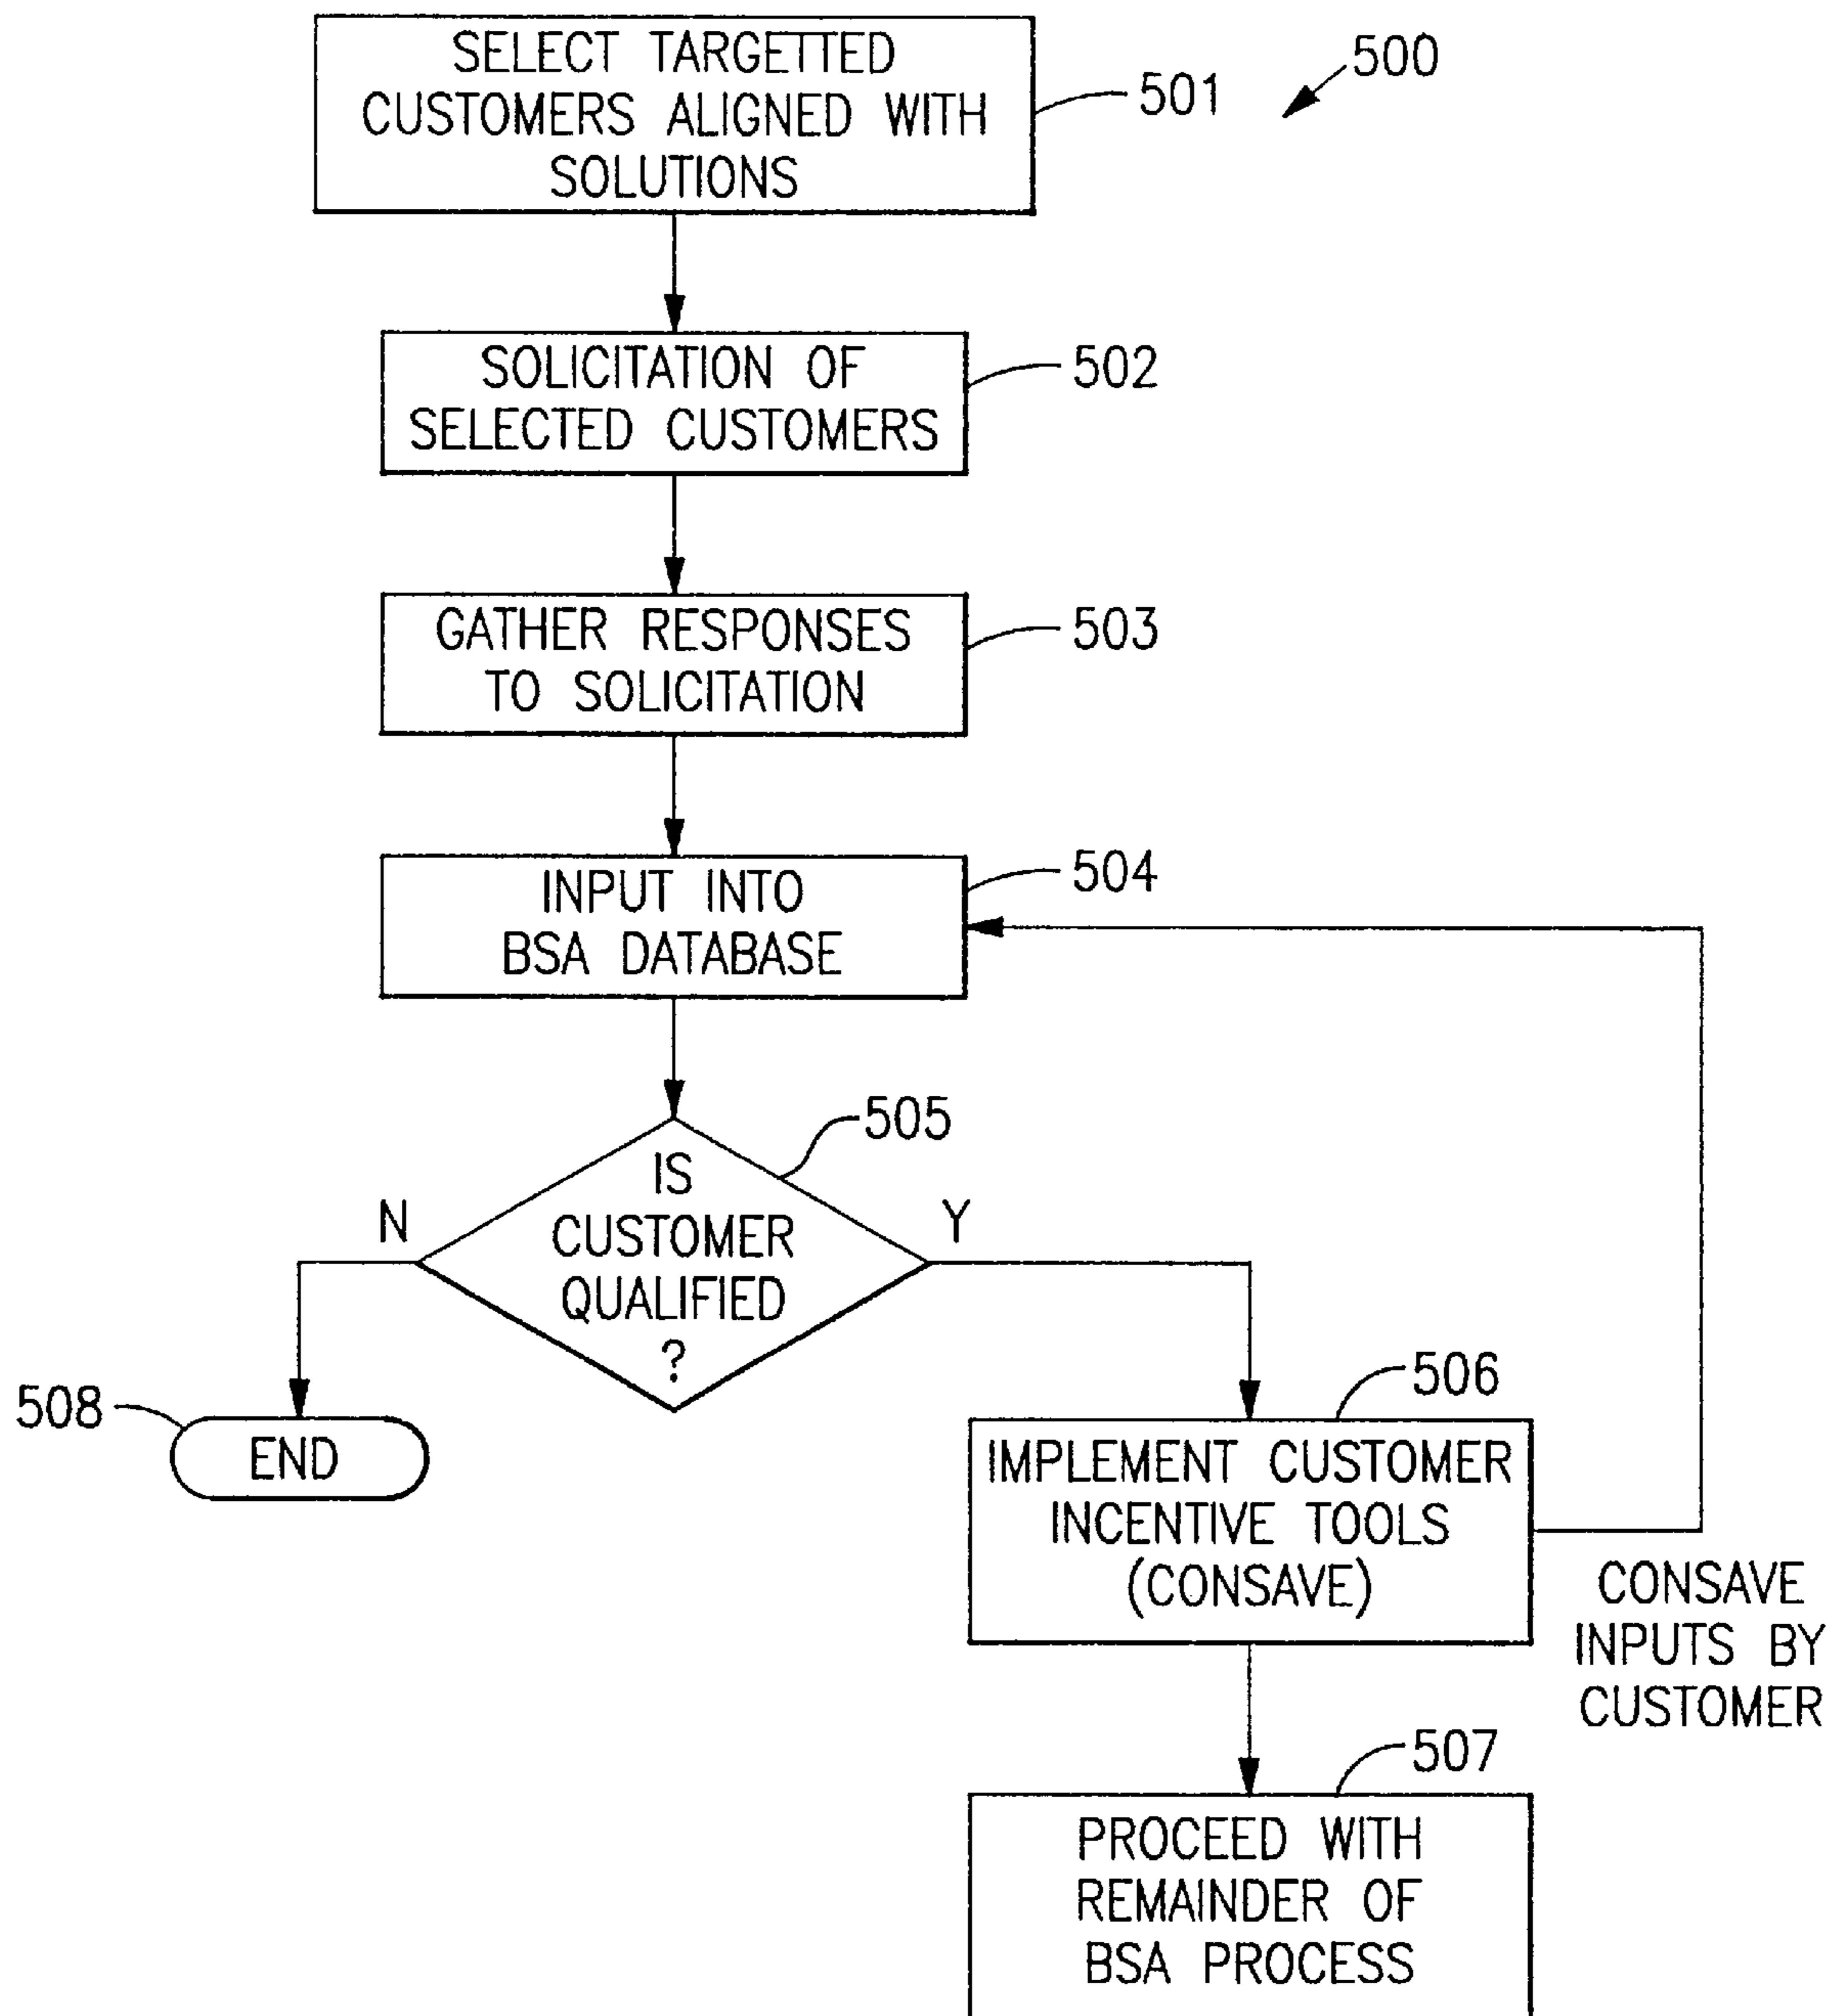 SELECT TARGETTED
CUSTOMERS ALIGNED WITH
SOLUTIONS
501
500
SOLICITATION OF
SELECTED CUSTOMERS
502
GATHER RESPONSES
TO SOLICITATION
503
INPUT INTO
BSA DATABASE
504
505
IS
CUSTOMER
QUALIFIED
?
N
Y
508
END
506
IMPLEMENT CUSTOMER
INCENTIVE TOOLS
(CONSAVE)
CONSAVE
INPUTS BY
CUSTOMER
507
PROCEED WITH
REMAINDER OF
BSA PROCESS